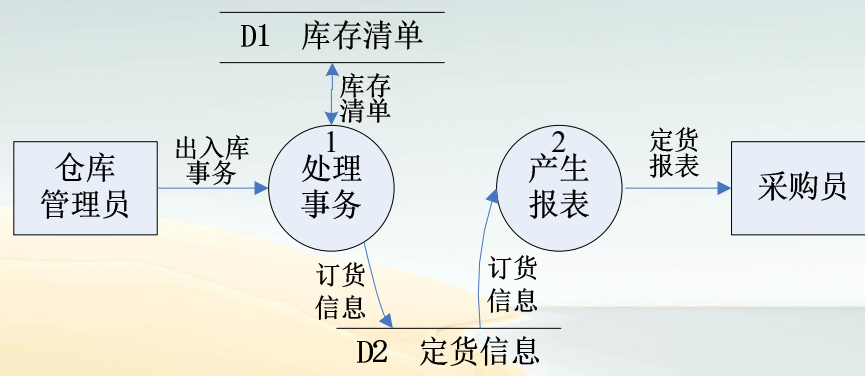 D1 库存清单
库存
清单
仓库
管理员
出入库
事务
1
处理
事务
2
产生
报表
定货
报表
采购员
订货
信息
订货
信息
D2 定货信息